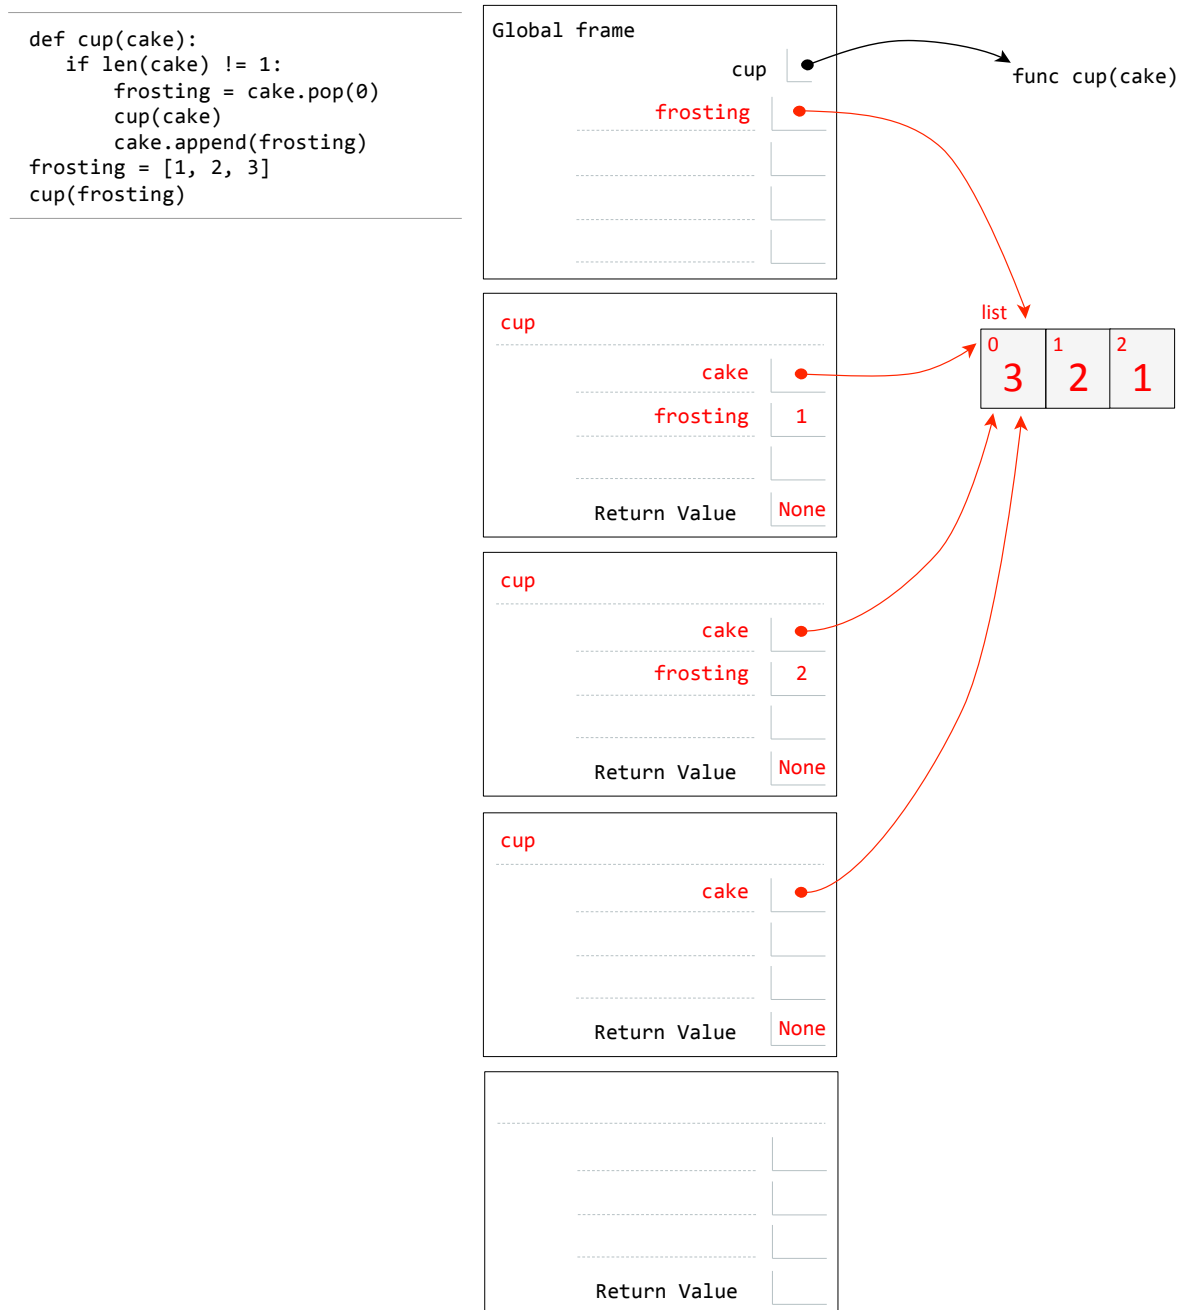 def cup(cake):
if len(cake) != 1:
frosting = cake.pop(0)
cup(cake)
cake.append(frosting)
frosting = [1, 2, 3]
cup(frosting)
Global frame
cup
func cup(cake)
frosting
list
0 1 2
3 2 1
cup
cake
frosting 1
Return Value None
cup
cake
frosting 2
Return Value None
cup
cake
Return Value None
Return Value